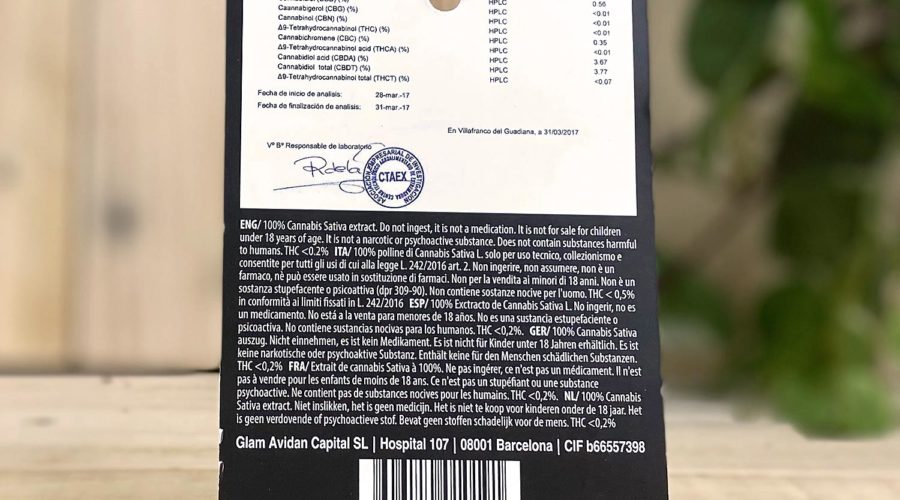 Caannabigerol (CBG) (%) HPLC 0.56
Cannabinol (CBN) (%) HPLC <0.01
Δ9-Tetrahydrocannabinol (THC) (%) HPLC <0.01
Cannabichromene (CBC) (%) HPLC 0.35
Δ9-Tetrahydrocannabinol acid (THCA) (%) HPLC <0.01
Cannabidiol acid (CBDA) (%) HPLC 3.67
Cannabidiol total (CBDT) (%) HPLC 3.77
Δ9-Tetrahydrocannabinol total (THCT) (%) HPLC <0.07
Fecha de inicio de analisis: 28-mar.-17
Fecha de finalización de analisis: 31-mar.-17
En Villafranco del Guadiana, a 31/03/2017
Vº Bº Responsable de laboratorio
CTAEX
ASOCIACIÓN EMPRESARIAL DE INVESTIGACIÓN
ENG/ 100% Cannabis Sativa extract. Do not ingest, it is not a medication. It is not for sale for children
under 18 years of age. It is not a narcotic or psychoactive substance. Does not contain substances harmful
to humans. THC <0.2% ITA/ 100% polline di Cannabis Sativa L. solo per uso tecnico, collezionismo e
consentite per tutti gli usi di cui alla legge L. 242/2016 art. 2. Non ingerire, non assumere, non è un
farmaco, nè può essere usato in sostituzione di farmaci. Non per la vendita ai minori di 18 anni. Non è un
sostanza stupefacente o psicoattiva (dpr 309-90). Non contiene sostanze nocive per l'uomo. THC < 0,5%
in conformità ai limiti fissati in L. 242/2016 ESP/ 100% Exctracto de Cannabis Sativa L. No ingerir, no es
un medicamento. No está a la venta para menores de 18 años. No es una sustancia estupefaciente o
psicoactiva. No contiene sustancias nocivas para los humanos. THC <0,2%. GER/ 100% Cannabis Sativa
auszug. Nicht einnehmen, es ist kein Medikament. Es ist nicht für Kinder unter 18 Jahren erhältlich. Es ist
keine narkotische oder psychoaktive Substanz. Enthält keine für den Menschen schädlichen Substanzen.
THC <0,2% FRA/ Extrait de cannabis Sativa à 100%. Ne pas ingérer, ce n'est pas un médicament. Il n'est
pas à vendre pour les enfants de moins de 18 ans. Ce n'est pas un stupéfiant ou une substance
psychoactive. Ne contient pas de substances nocives pour les humains. THC <0,2%. NL/ 100% Cannabis
Sativa extract. Niet inslikken, het is geen medicijn. Het is niet te koop voor kinderen onder de 18 jaar. Het
is geen verdovende of psychoactieve stof. Bevat geen stoffen schadelijk voor de mens. THC <0,2%
Glam Avidan Capital SL | Hospital 107 | 08001 Barcelona | CIF b66557398